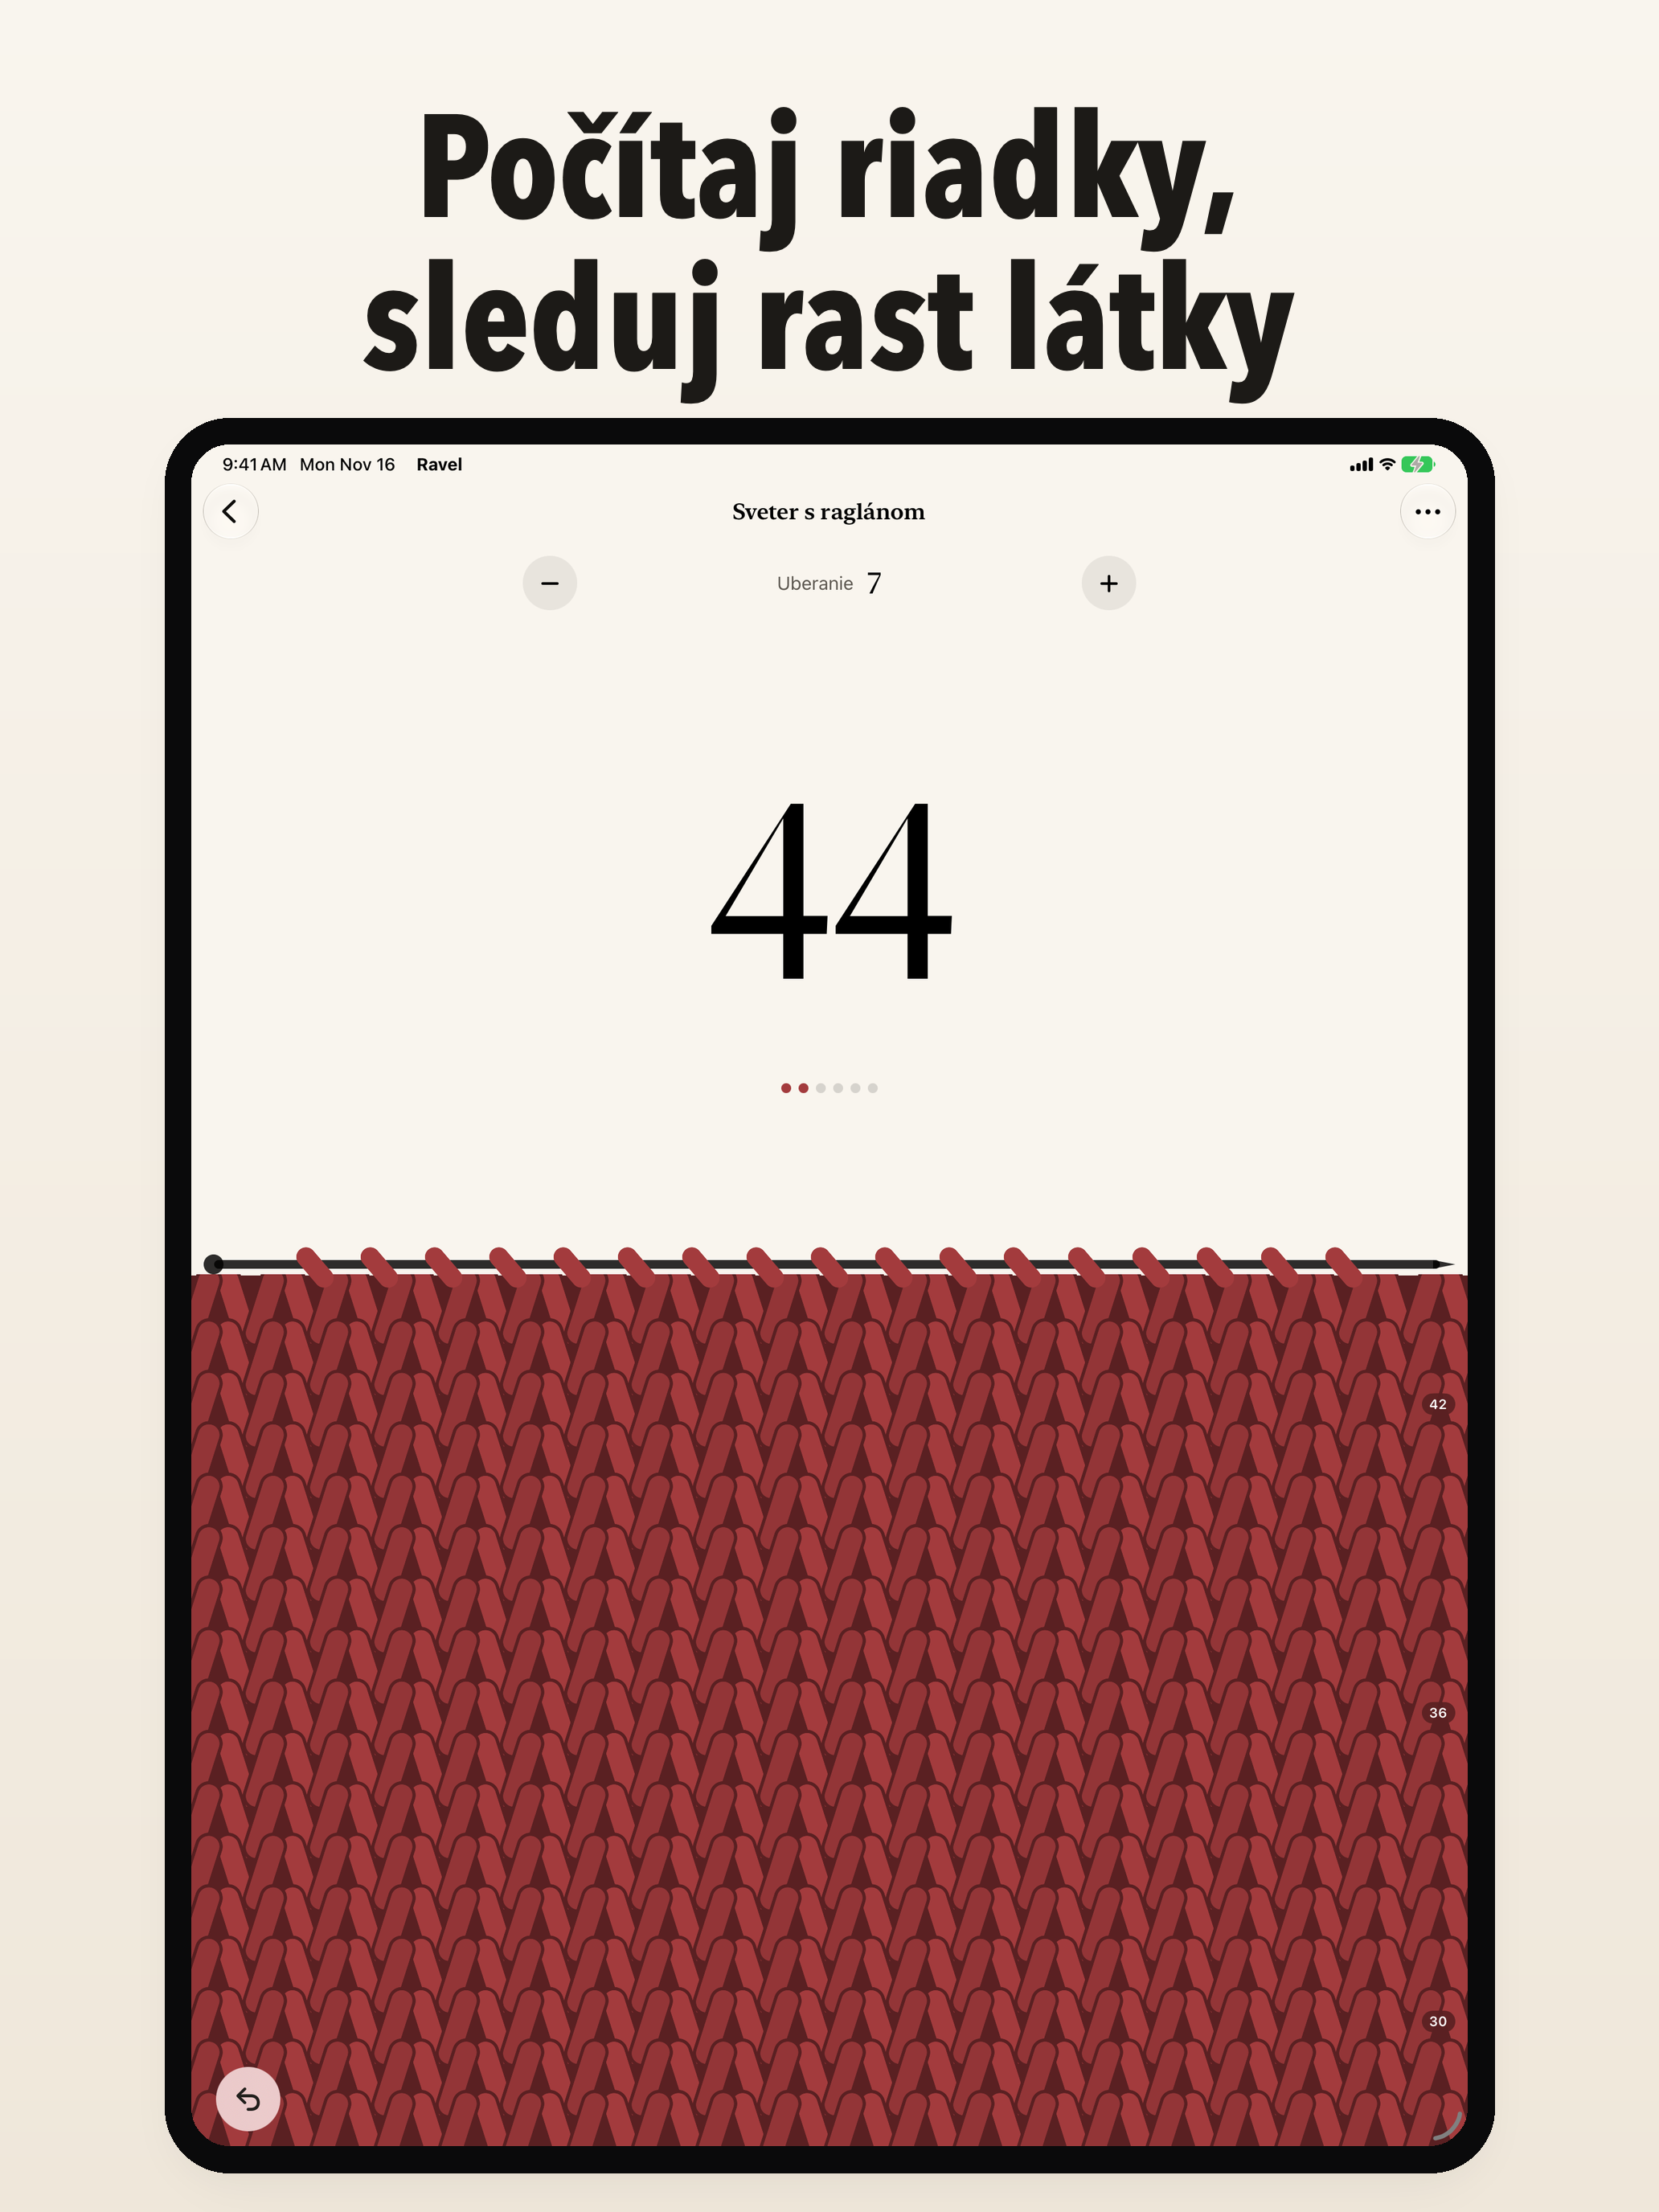 Počítaj riadky,
sleduj rast látky
9:41 AM Mon Nov 16 Ravel
Sveter s raglánom
Uberanie 7
44
42
36
30